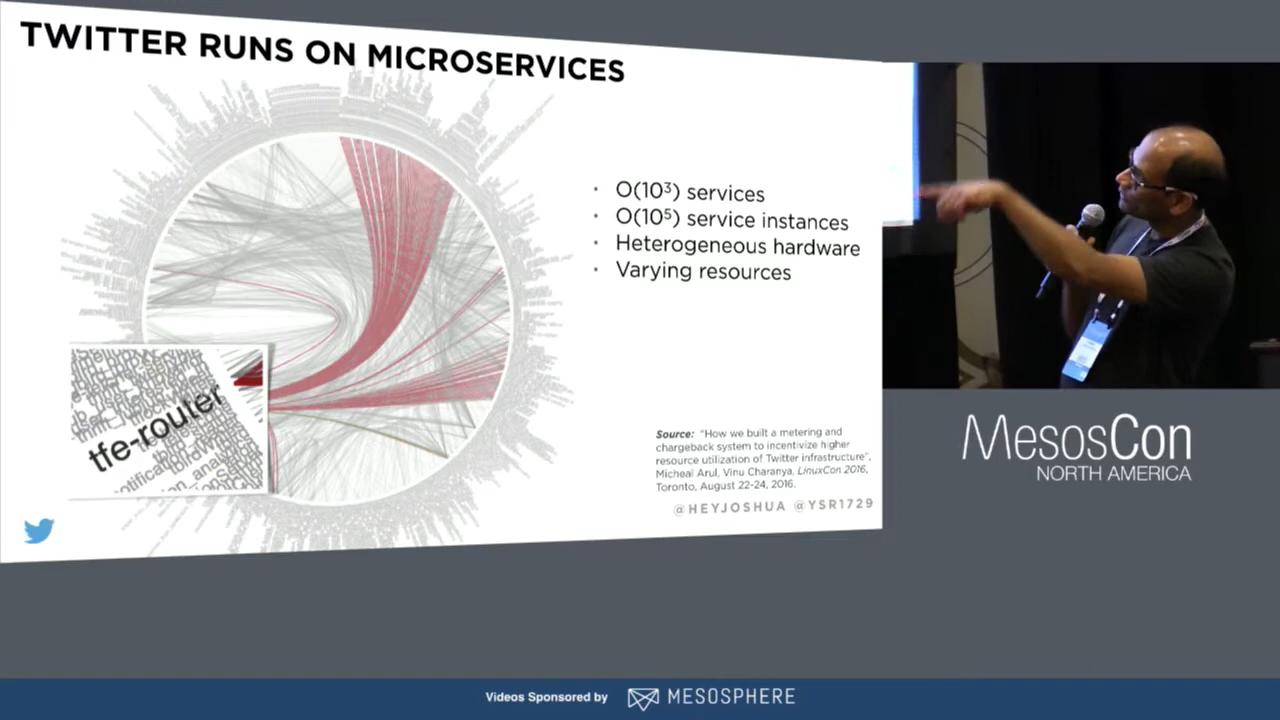 TWITTER RUNS ON MICROSERVICES
· O(10³) services
· O(10⁵) service instances
· Heterogeneous hardware
· Varying resources
tfe-router
Source: "How we built a metering and
chargeback system to incentivize higher
resource utilization of Twitter infrastructure",
Micheal Arul, Vinu Charanya, LinuxCon 2016,
Toronto, August 22-24, 2016.
@HEYJOSHUA @YSR1729
MesosCon
NORTH AMERICA
Videos Sponsored by MESOSPHERE